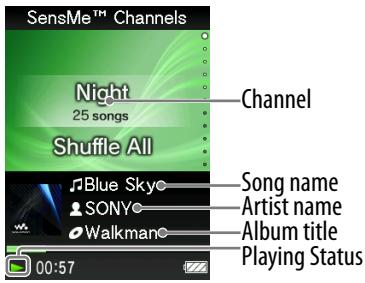 SensMe™ Channels
Night
25 songs
Channel
Shuffle All
Blue Sky
Song name
SONY
Artist name
Walkman
Album title
Playing Status
00:57